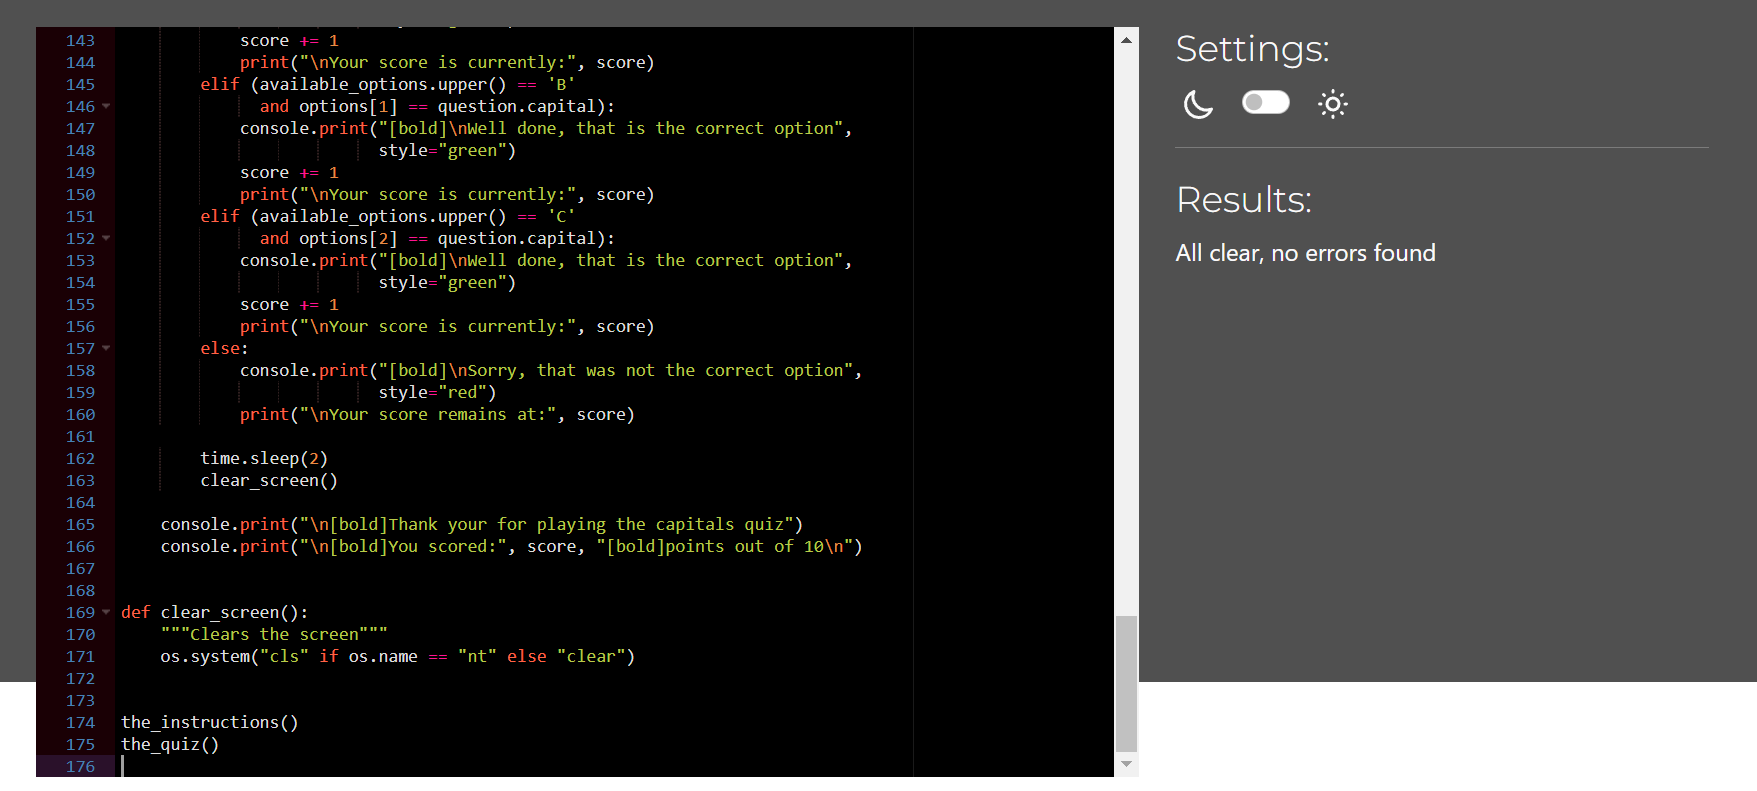 143 score += 1
144 print("\nYour score is currently:", score)
145 elif (available_options.upper() == 'B'
146 and options[1] == question.capital):
147 console.print("[bold]\nWell done, that is the correct option",
148 style="green")
149 score += 1
150 print("\nYour score is currently:", score)
151 elif (available_options.upper() == 'C'
152 and options[2] == question.capital):
153 console.print("[bold]\nWell done, that is the correct option",
154 style="green")
155 score += 1
156 print("\nYour score is currently:", score)
157 else:
158 console.print("[bold]\nSorry, that was not the correct option",
159 style="red")
160 print("\nYour score remains at:", score)
161
162 time.sleep(2)
163 clear_screen()
164
165 console.print("\n[bold]Thank your for playing the capitals quiz")
166 console.print("\n[bold]You scored:", score, "[bold]points out of 10\n")
167
168
169 def clear_screen():
170 """Clears the screen"""
171 os.system("cls" if os.name == "nt" else "clear")
172
173
174 the_instructions()
175 the_quiz()
176
Settings:
Results:
All clear, no errors found